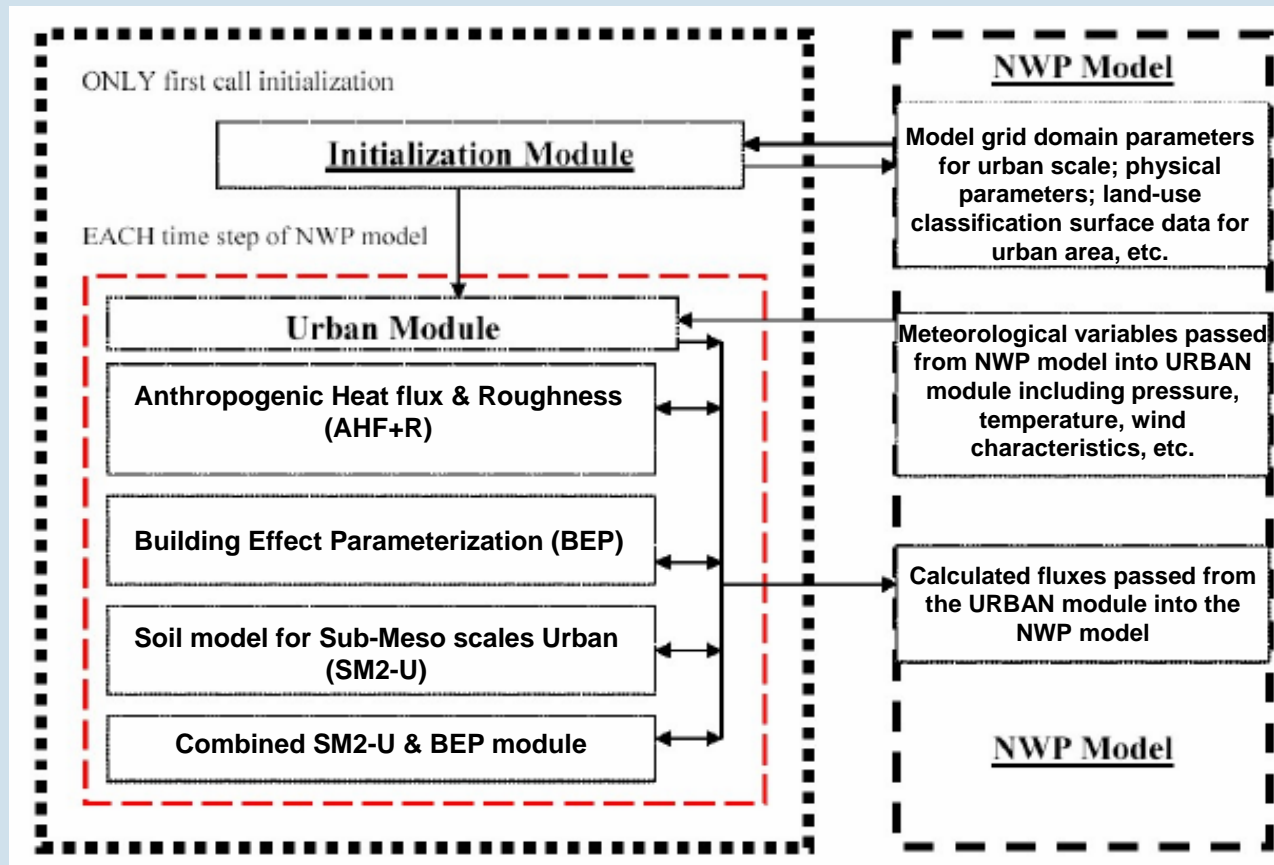 ONLY first call initialization
Initialization Module
EACH time step of NWP model
Urban Module
Anthropogenic Heat flux & Roughness
(AHF+R)
Building Effect Parameterization (BEP)
Soil model for Sub-Meso scales Urban
(SM2-U)
Combined SM2-U & BEP module
NWP Model
Model grid domain parameters
for urban scale; physical
parameters; land-use
classification surface data for
urban area, etc.
Meteorological variables passed
from NWP model into URBAN
module including pressure,
temperature, wind
characteristics, etc.
Calculated fluxes passed from
the URBAN module into the
NWP model
NWP Model